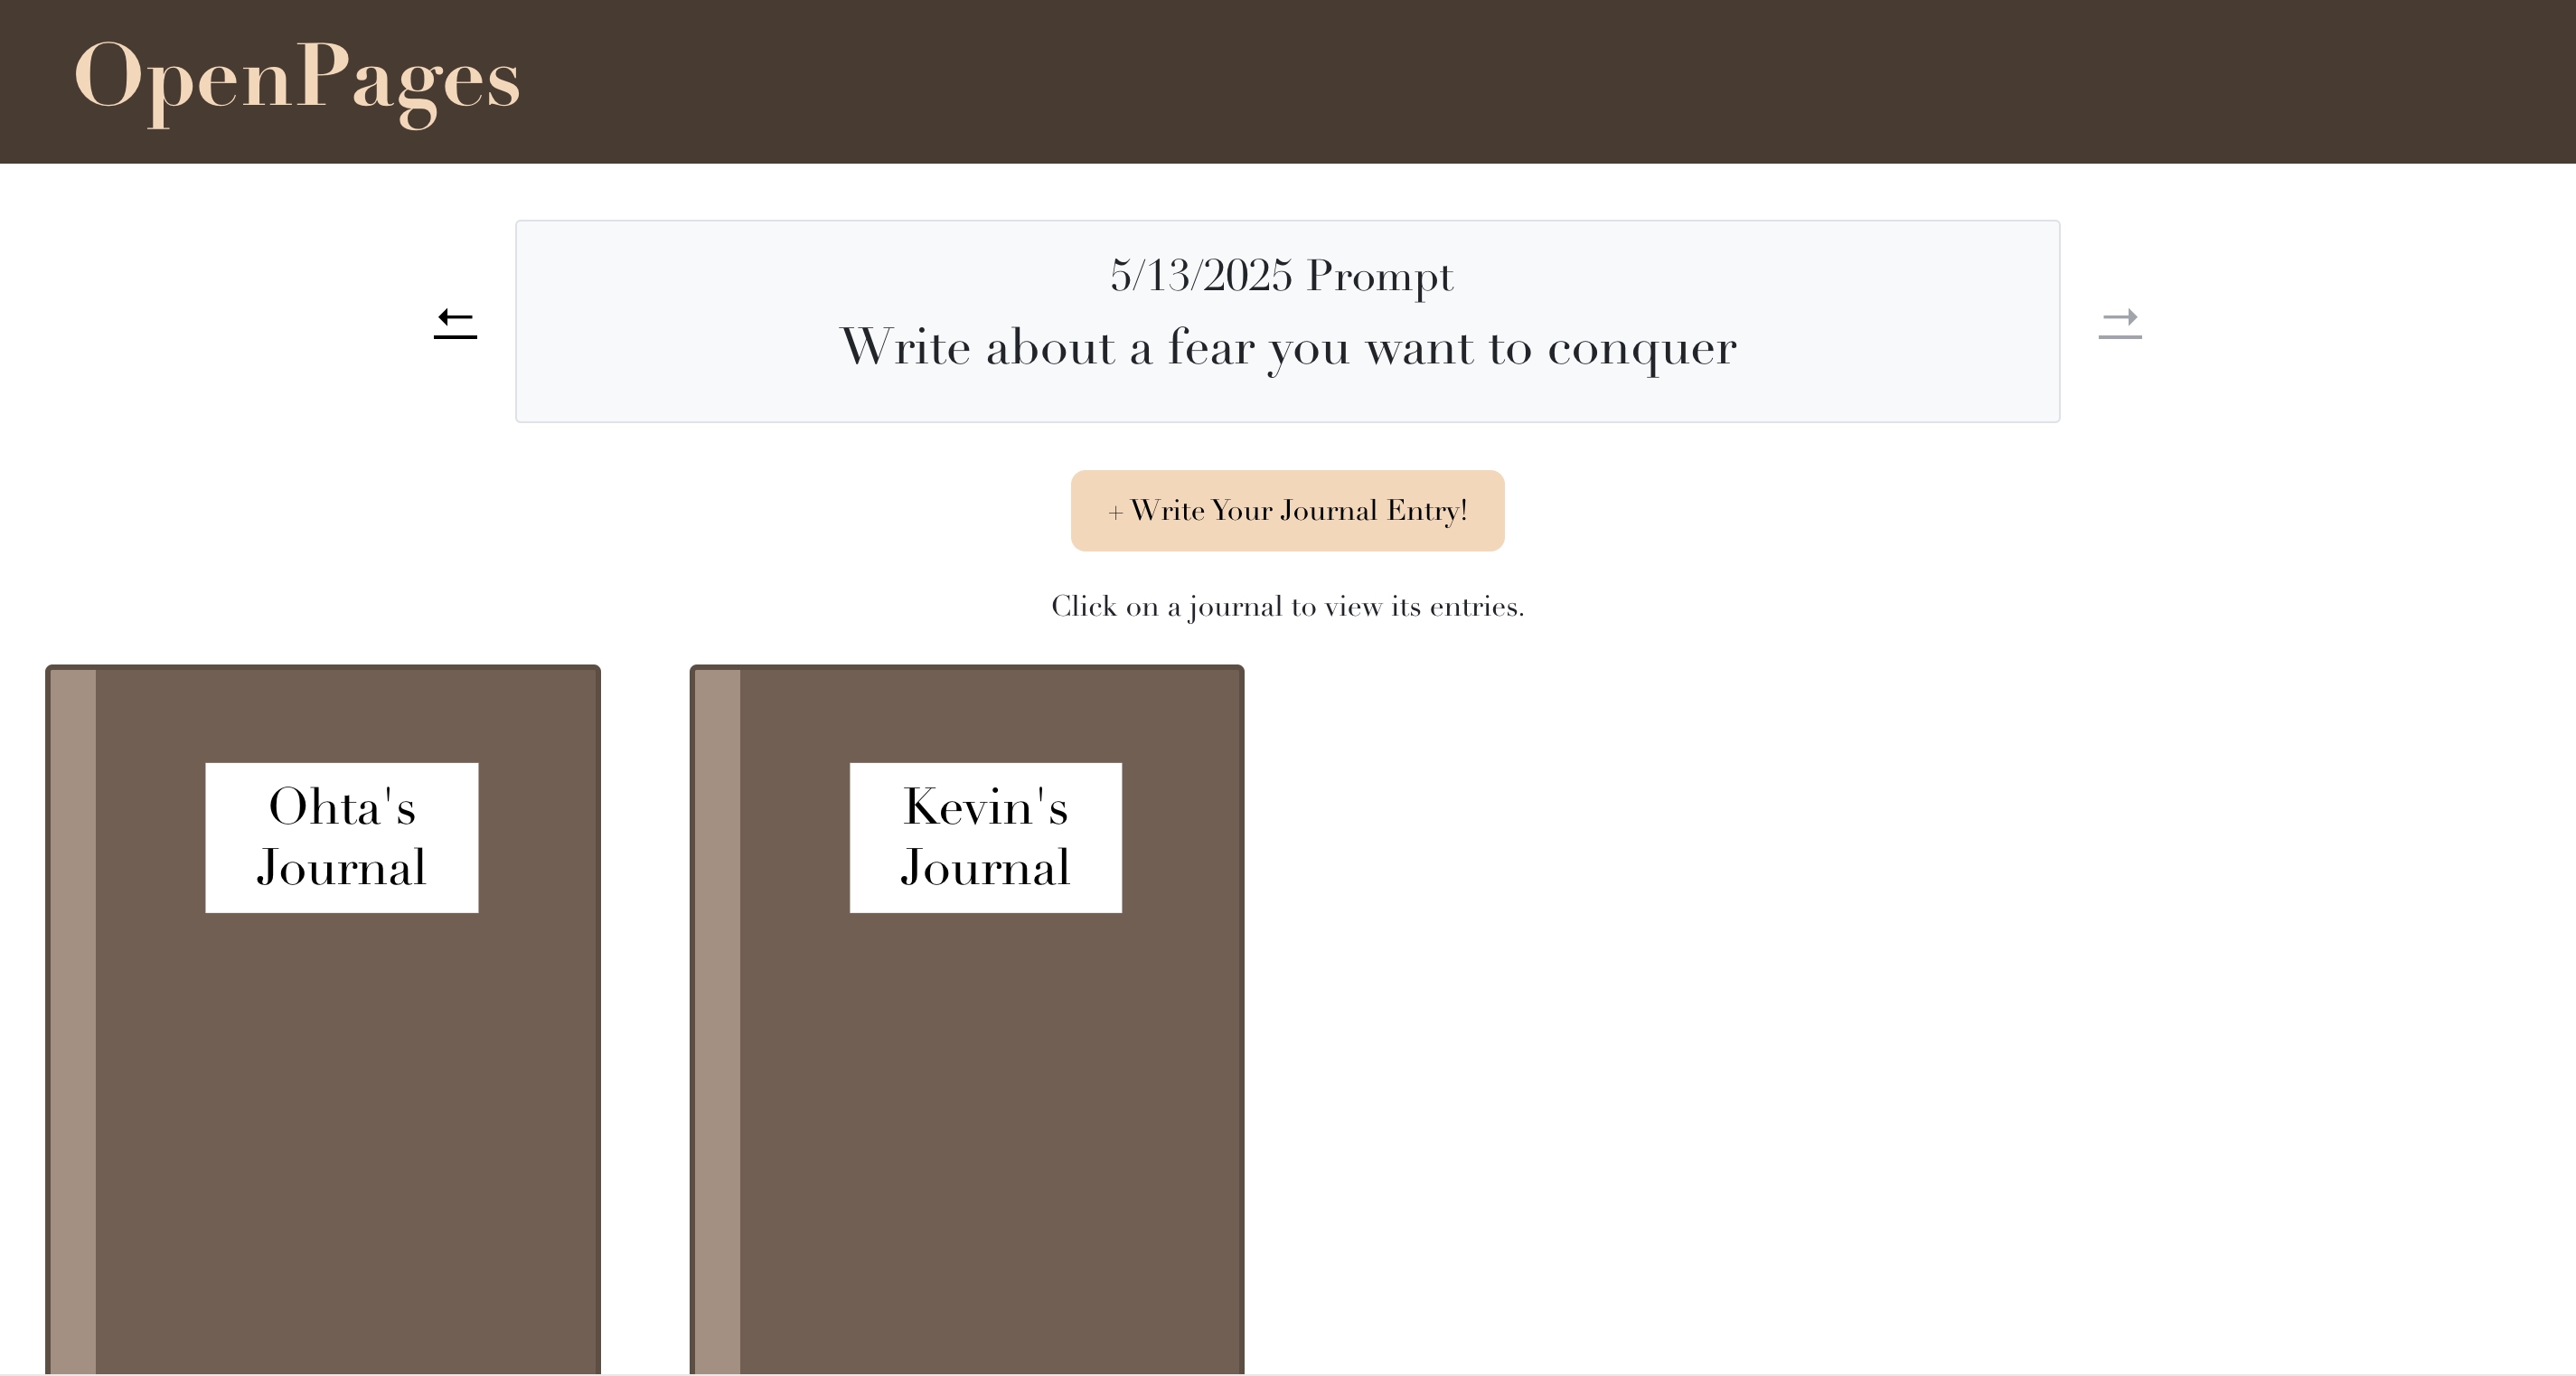 OpenPages
5/13/2025 Prompt
Write about a fear you want to conquer
+ Write Your Journal Entry!
Click on a journal to view its entries.
Ohta's
Journal
Kevin's
Journal